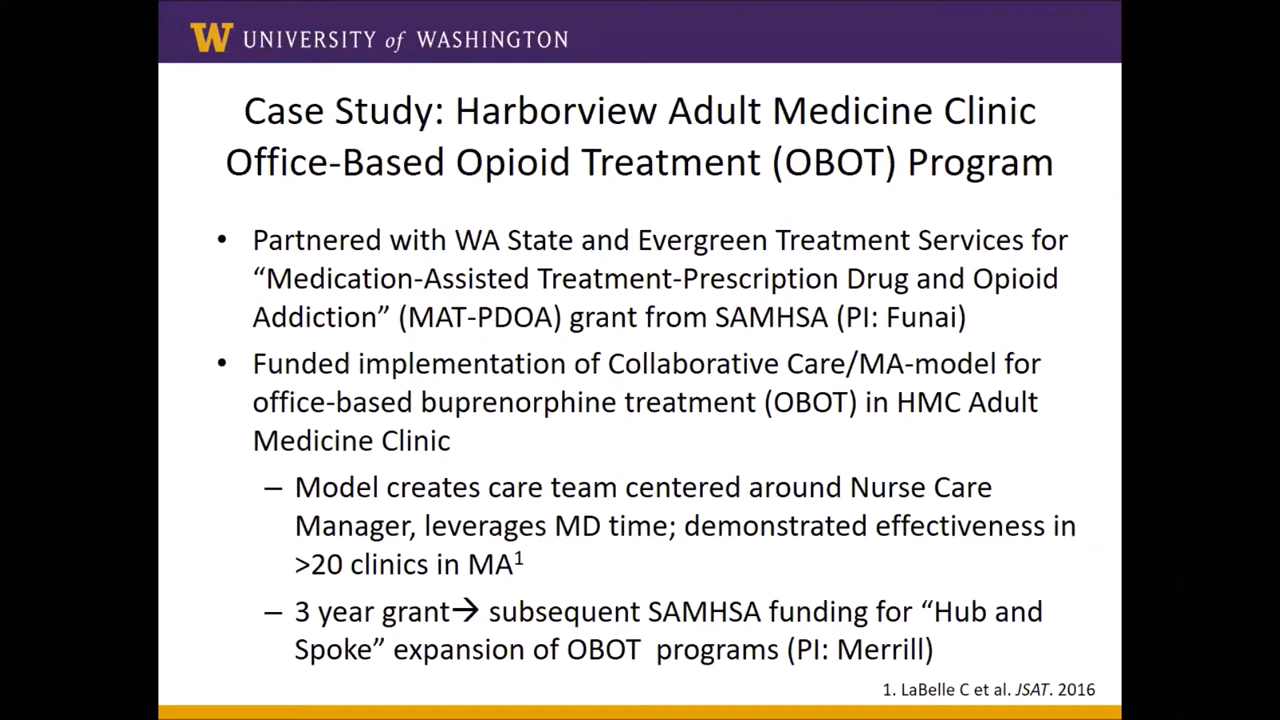 W UNIVERSITY of WASHINGTON
Case Study: Harborview Adult Medicine Clinic
Office-Based Opioid Treatment (OBOT) Program
• Partnered with WA State and Evergreen Treatment Services for
“Medication-Assisted Treatment-Prescription Drug and Opioid
Addiction” (MAT-PDOA) grant from SAMHSA (PI: Funai)
• Funded implementation of Collaborative Care/MA-model for
office-based buprenorphine treatment (OBOT) in HMC Adult
Medicine Clinic
– Model creates care team centered around Nurse Care
Manager, leverages MD time; demonstrated effectiveness in
>20 clinics in MA¹
– 3 year grant→ subsequent SAMHSA funding for “Hub and
Spoke” expansion of OBOT programs (PI: Merrill)
1. LaBelle C et al. JSAT. 2016